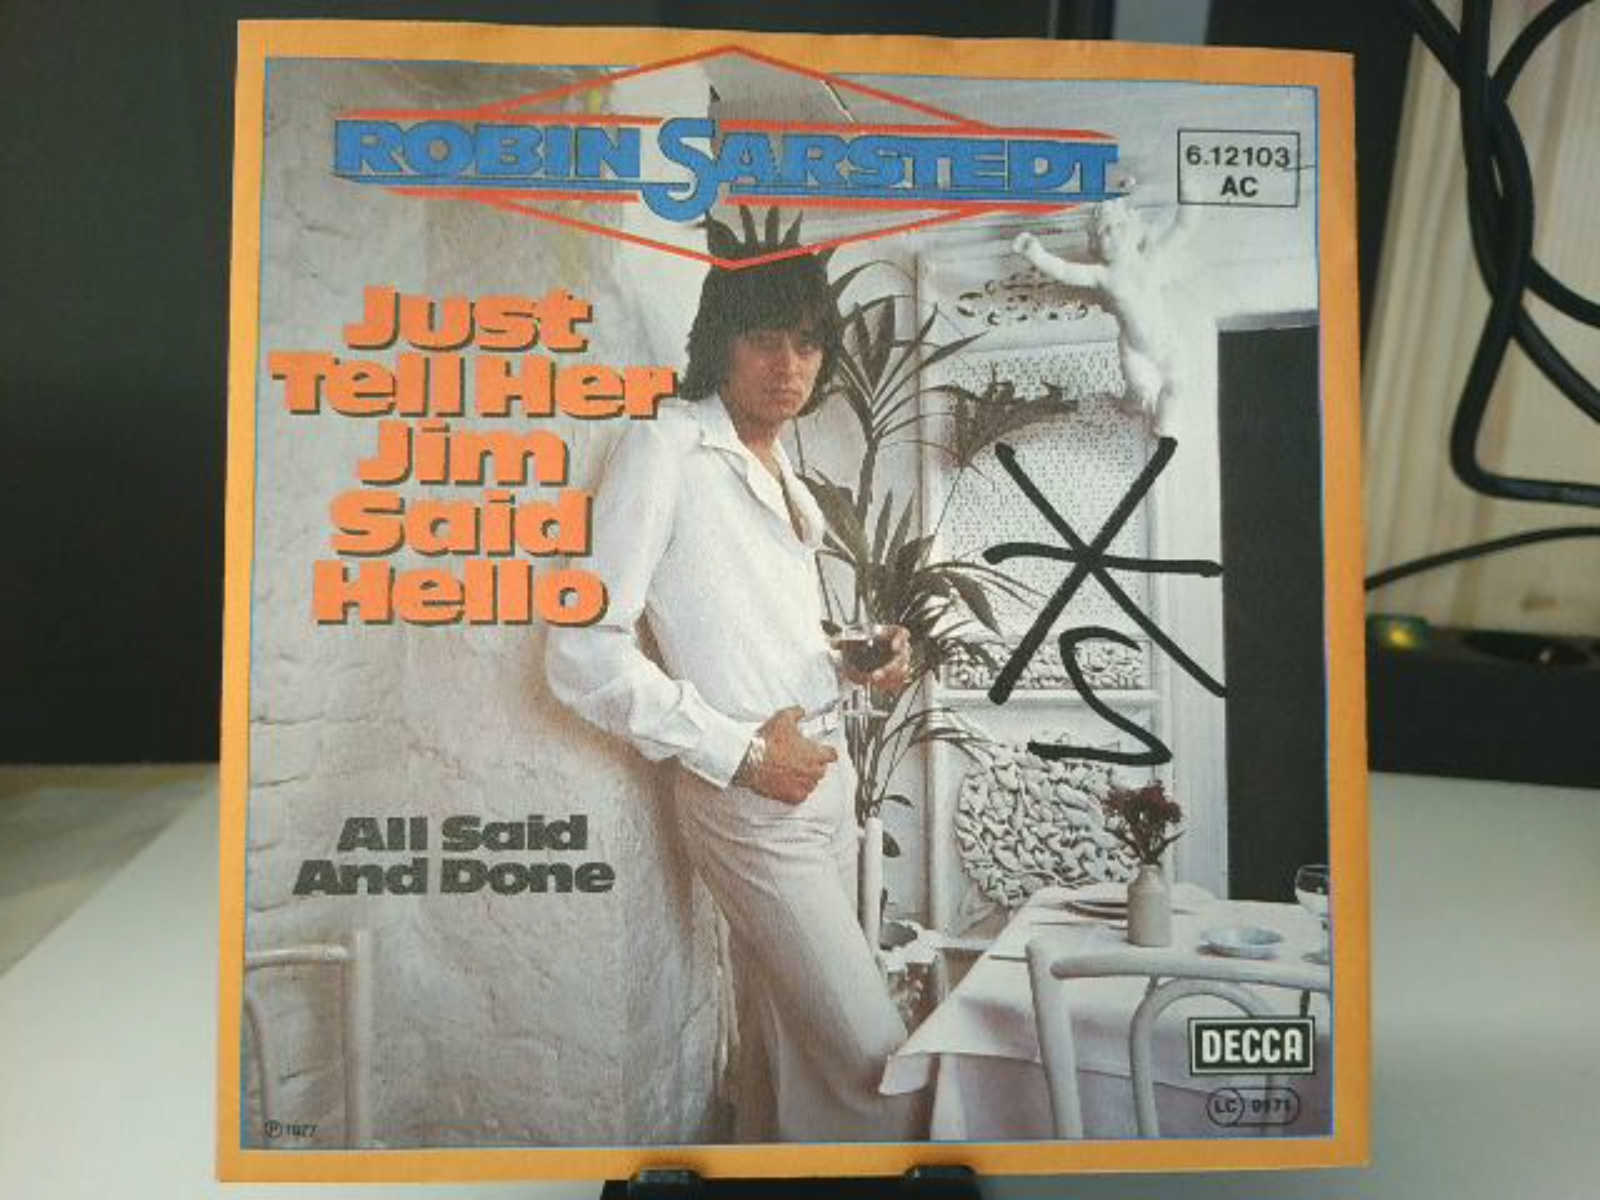 ROBIN SARSTEDT
6.12103
AC
Just
Tell Her
Jim
Said
Hello
S
All Said
And Done
DECCA
LC 0171
℗ 1977